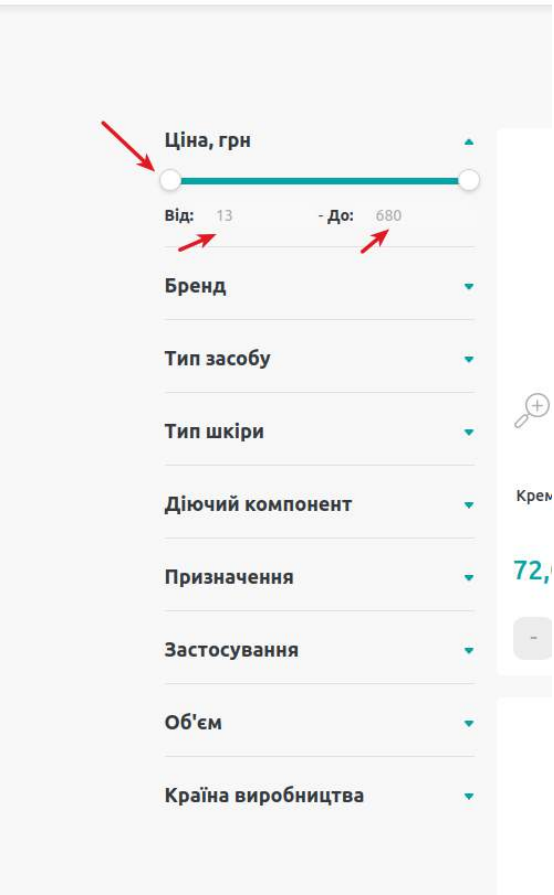 Ціна, грн
Від: 13 - До: 680
Бренд
Тип засобу
Тип шкіри
Діючий компонент
Крем
Призначення
72,
Застосування
-
Об'єм
Країна виробництва